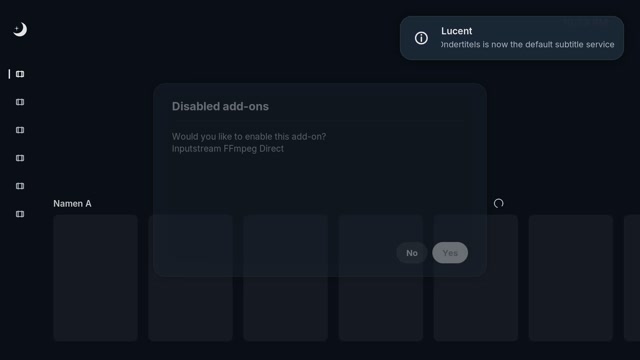 Lucent
Ondertitels is now the default subtitle service
Disabled add-ons
Would you like to enable this add-on?
Inputstream FFmpeg Direct
Namen A
No
Yes